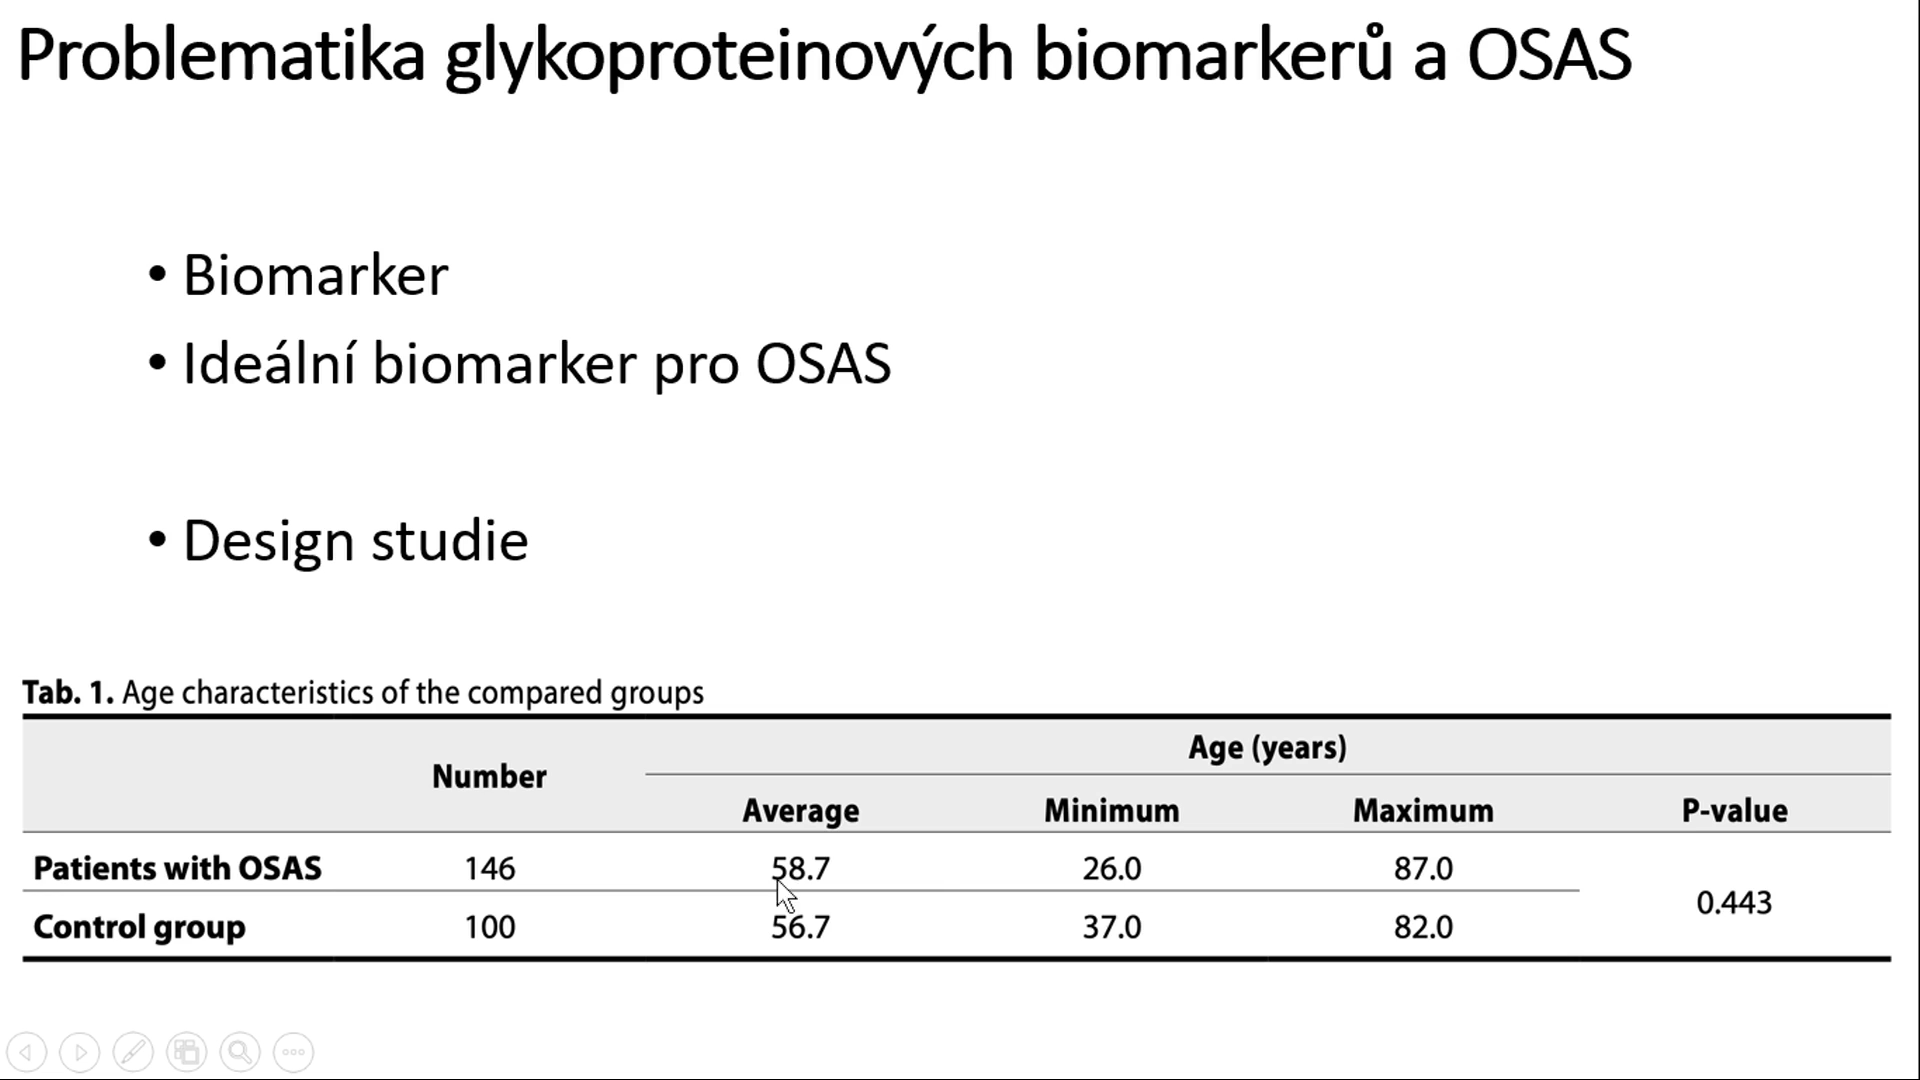 Problematika glykoproteinových biomarkerů a OSAS
• Biomarker
• Ideální biomarker pro OSAS
• Design studie
Tab. 1. Age characteristics of the compared groups
Number Age (years)
Average Minimum Maximum P-value
Patients with OSAS 146 58.7 26.0 87.0 0.443
Control group 100 56.7 37.0 82.0